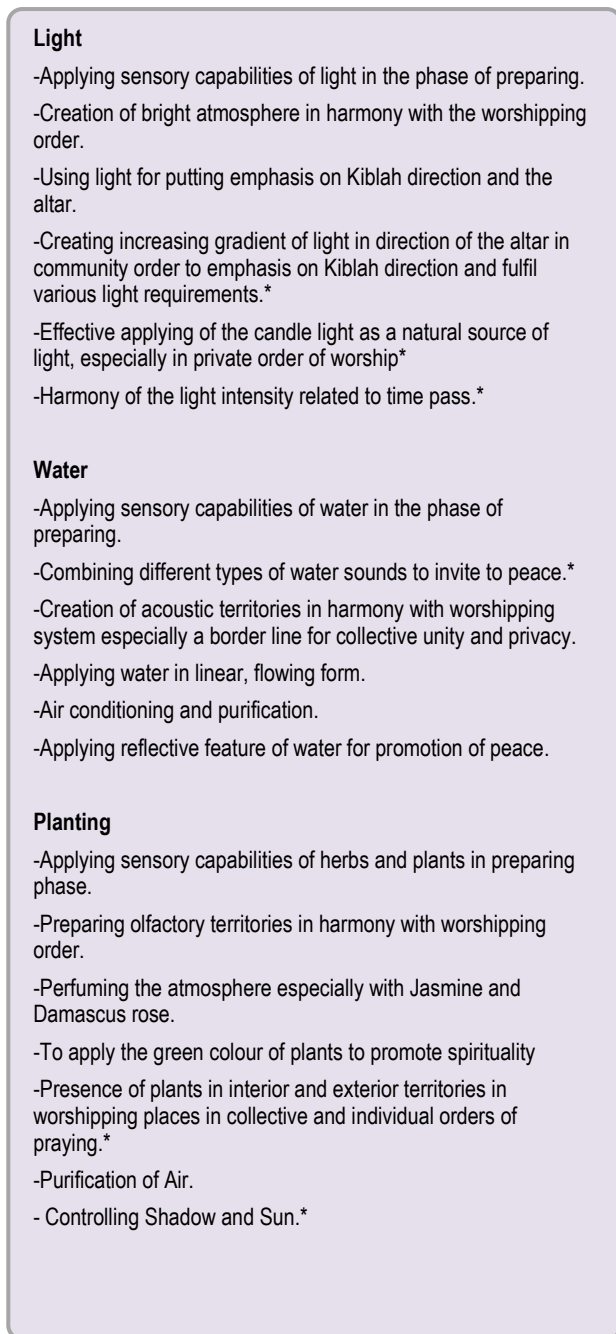 Light
-Applying sensory capabilities of light in the phase of preparing.
-Creation of bright atmosphere in harmony with the worshipping
order.
-Using light for putting emphasis on Kiblah direction and the
altar.
-Creating increasing gradient of light in direction of the altar in
community order to emphasis on Kiblah direction and fulfil
various light requirements.*
-Effective applying of the candle light as a natural source of
light, especially in private order of worship*
-Harmony of the light intensity related to time pass.*
Water
-Applying sensory capabilities of water in the phase of
preparing.
-Combining different types of water sounds to invite to peace.*
-Creation of acoustic territories in harmony with worshipping
system especially a border line for collective unity and privacy.
-Applying water in linear, flowing form.
-Air conditioning and purification.
-Applying reflective feature of water for promotion of peace.
Planting
-Applying sensory capabilities of herbs and plants in preparing
phase.
-Preparing olfactory territories in harmony with worshipping
order.
-Perfuming the atmosphere especially with Jasmine and
Damascus rose.
-To apply the green colour of plants to promote spirituality
-Presence of plants in interior and exterior territories in
worshipping places in collective and individual orders of
praying.*
-Purification of Air.
- Controlling Shadow and Sun.*